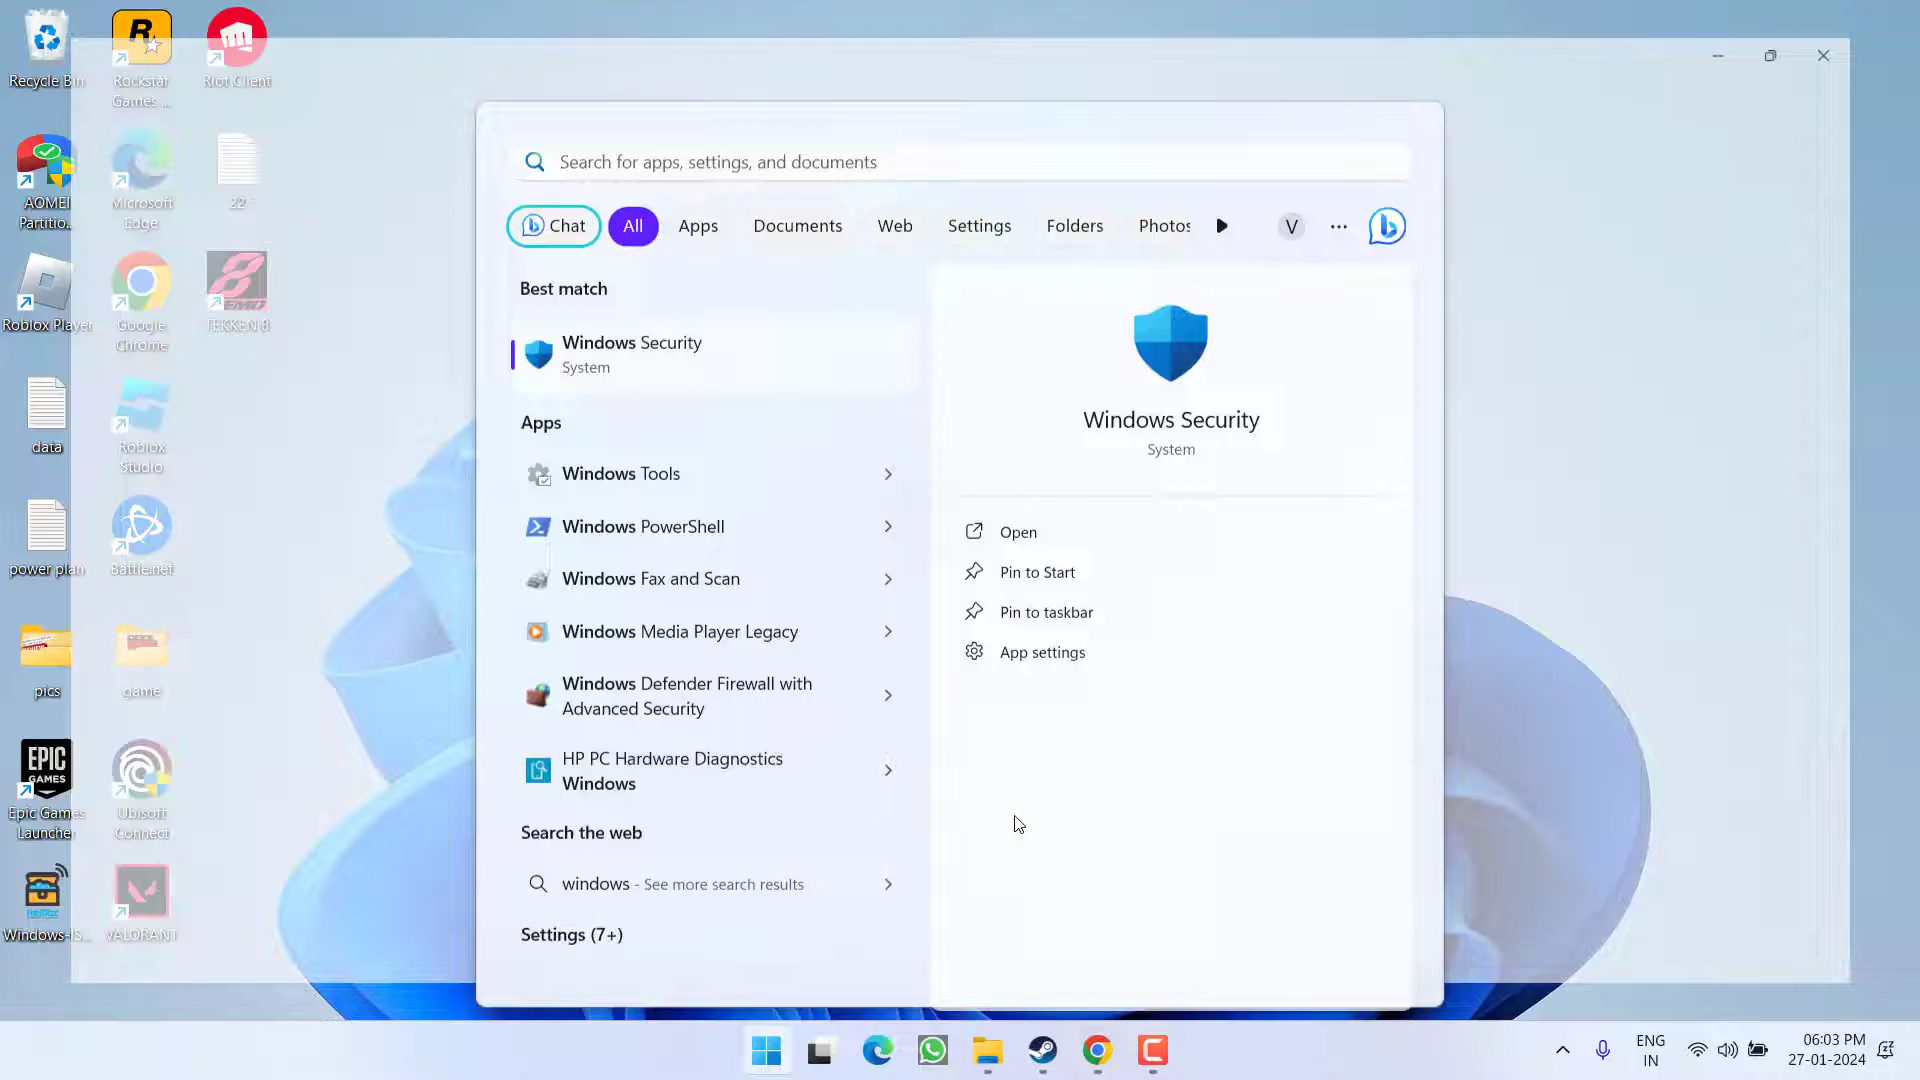 Recycle Bin
Rockstar
Games ...
Riot Client
AOMEI
Partitio...
Microsoft
Edge
22
Roblox Player
Google
Chrome
TEKKEN 8
data
Roblox
Studio
power plan
Battle.net
pics
game
EPIC
GAMES
Epic Games
Launcher
Ubisoft
Connect
Windows-IS...
VALORANT
Search for apps, settings, and documents
Chat
All
Apps
Documents
Web
Settings
Folders
Photos
V
Best match
Windows Security
System
Apps
Windows Tools
Windows PowerShell
Windows Fax and Scan
Windows Media Player Legacy
Windows Defender Firewall with
Advanced Security
HP PC Hardware Diagnostics
Windows
Search the web
windows - See more search results
Settings (7+)
Windows Security
System
Open
Pin to Start
Pin to taskbar
App settings
ENG
IN
06:03 PM
27-01-2024